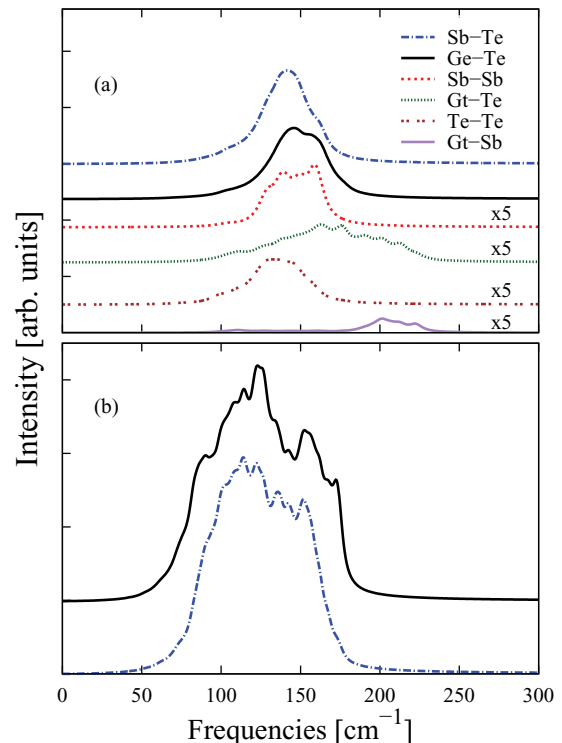 (a)
Sb−Te
Ge−Te
Sb−Sb
Gt−Te
Te−Te
Gt−Sb
x5
x5
x5
x5
Intensity [arb. units]
(b)
0 50 100 150 200 250 300
Frequencies [cm−1]